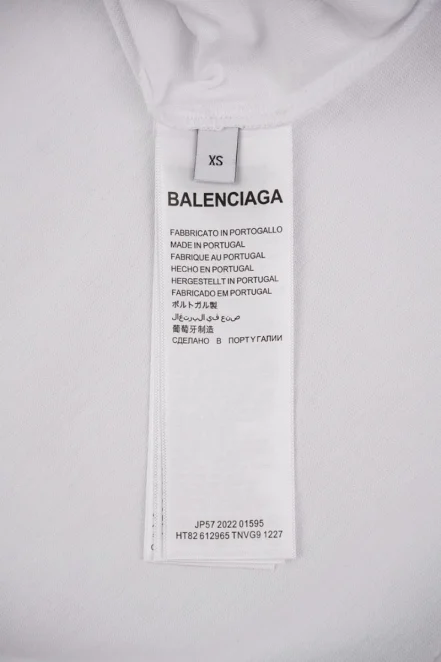 XS
BALENCIAGA
FABBRICATO IN PORTOGALLO
MADE IN PORTUGAL
FABRIQUE AU PORTUGAL
HECHO EN PORTUGAL
HERGESTELLT IN PORTUGAL
FABRICADO EM PORTUGAL
ポルトガル製
صنع في البرتغال
葡萄牙制造
СДЕЛАНО В ПОРТУГАЛИИ
JP57 2022 01595
HT82 612965 TNVG9 1227